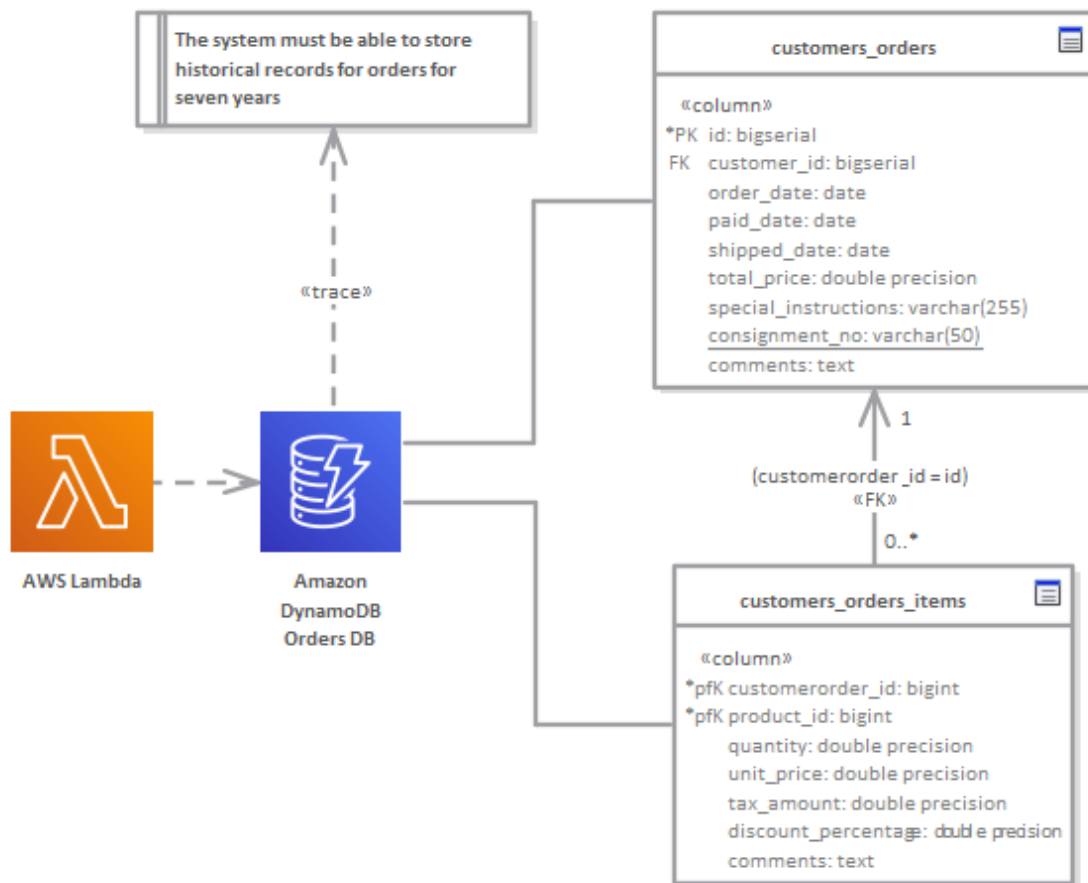 The system must be able to store
historical records for orders for
seven years
customers_orders
«column»
*PK id: bigserial
FK customer_id: bigserial
order_date: date
paid_date: date
shipped_date: date
total_price: double precision
special_instructions: varchar(255)
consignment_no: varchar(50)
comments: text
«trace»
1
(customerorder_id = id)
«FK»
0..*
AWS Lambda
Amazon
DynamoDB
Orders DB
customers_orders_items
«column»
*pfK customerorder_id: bigint
*pfK product_id: bigint
quantity: double precision
unit_price: double precision
tax_amount: double precision
discount_percentage: double precision
comments: text